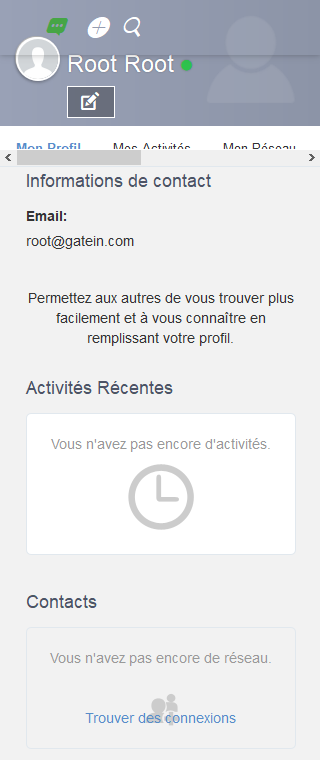 Root Root
Mon Profil Mes Activités Mon Réseau
Informations de contact
Email:
root@gatein.com
Permettez aux autres de vous trouver plus
facilement et à vous connaître en
remplissant votre profil.
Activités Récentes
Vous n'avez pas encore d'activités.
Contacts
Vous n'avez pas encore de réseau.
Trouver des connexions